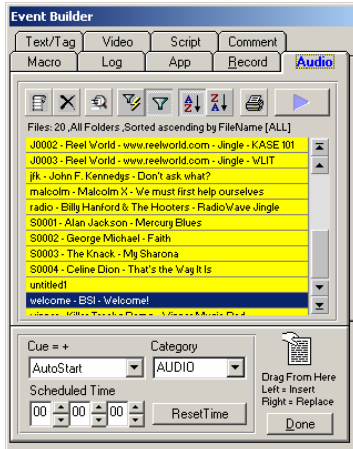 Event Builder
Text/Tag Video Script Comment
Macro Log App Record Audio
Files: 20 ,All Folders ,Sorted ascending by FileName [ALL]
J0002 - Reel World - www.reelworld.com - Jingle - KASE 101
J0003 - Reel World - www.reelworld.com - Jingle - WLIT
jfk - John F. Kennedys - Don't ask what?
malcolm - Malcolm X - We must first help ourselves
radio - Billy Hanford & The Hooters - RadioWave Jingle
S0001 - Alan Jackson - Mercury Blues
S0002 - George Michael - Faith
S0003 - The Knack - My Sharona
S0004 - Celine Dion - That's the Way It Is
untitled1
welcome - BSI - Welcome!
Cue = + Category
AutoStart AUDIO
Drag From Here
Left = Insert
Right = Replace
Scheduled Time
00 00 00 ResetTime Done